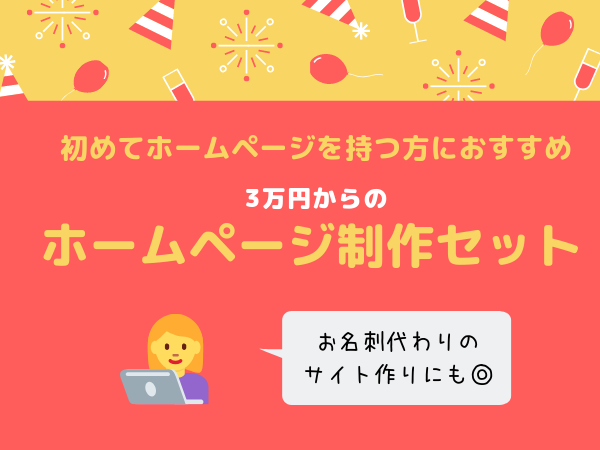 初めてホームページを持つ方におすすめ
3万円からの
ホームページ制作セット
お名刺代わりの
サイト作りにも◎